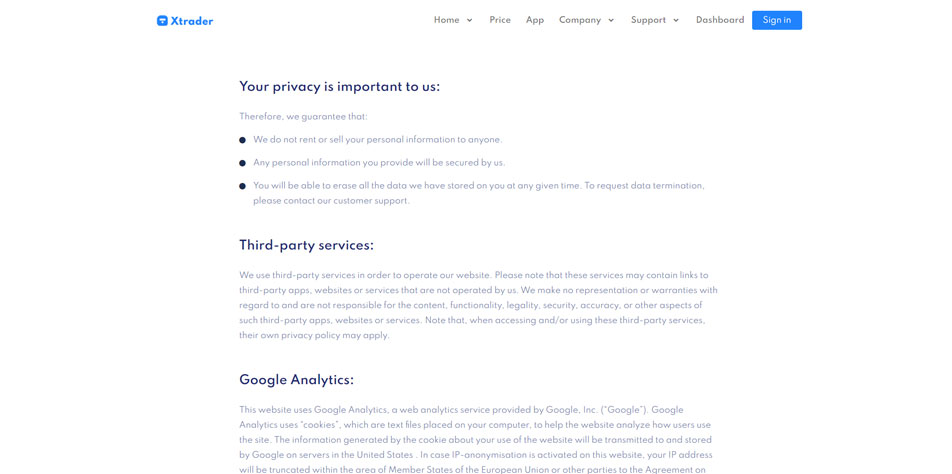 Xtrader
Home Price App Company Support Dashboard Sign in
Your privacy is important to us:
Therefore, we guarantee that:
We do not rent or sell your personal information to anyone.
Any personal information you provide will be secured by us.
You will be able to erase all the data we have stored on you at any given time. To request data termination,
please contact our customer support.
Third-party services:
We use third-party services in order to operate our website. Please note that these services may contain links to
third-party apps, websites or services that are not operated by us. We make no representation or warranties with
regard to and are not responsible for the content, functionality, legality, security, accuracy, or other aspects of
such third-party apps, websites or services. Note that, when accessing and/or using these third-party services,
their own privacy policy may apply.
Google Analytics:
This website uses Google Analytics, a web analytics service provided by Google, Inc. ("Google"). Google
Analytics uses "cookies", which are text files placed on your computer, to help the website analyze how users use
the site. The information generated by the cookie about your use of the website will be transmitted to and stored
by Google on servers in the United States . In case IP-anonymisation is activated on this website, your IP address
will be truncated within the area of Member States of the European Union or other parties to the Agreement on